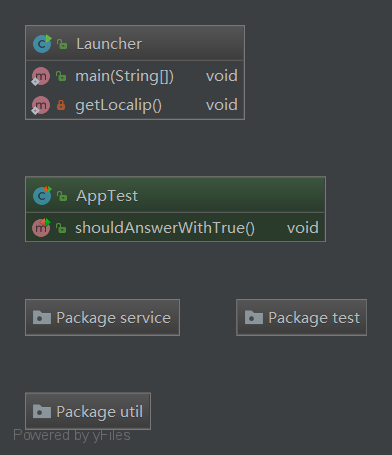 Launcher
main(String[]) void
getLocalip() void
AppTest
shouldAnswerWithTrue() void
Package service
Package test
Package util
Powered by yFiles